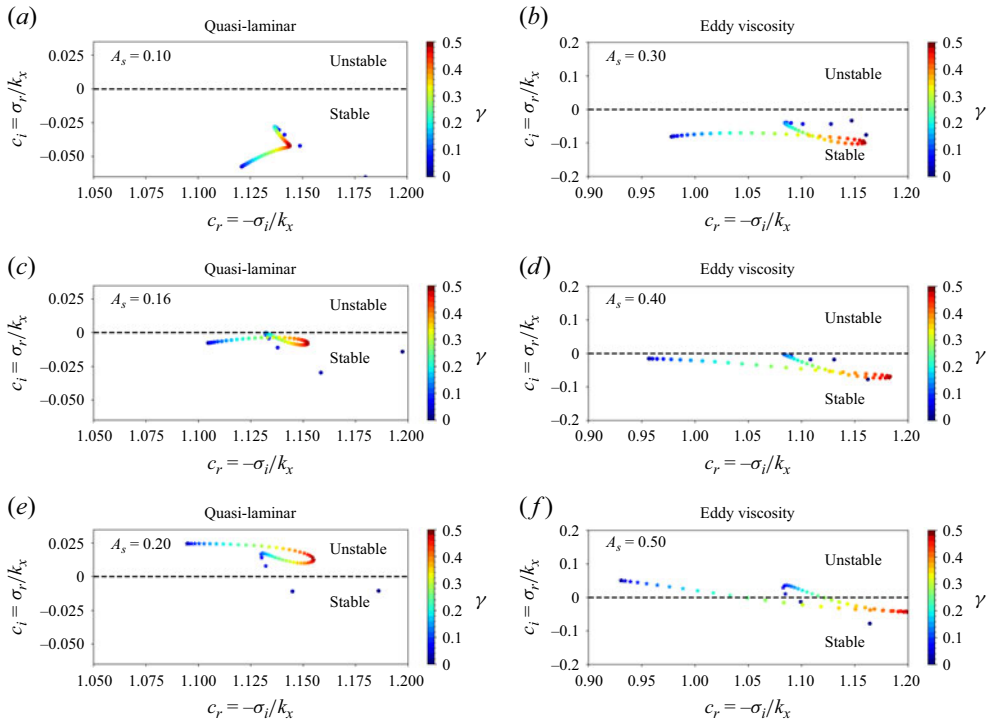 (a)
Quasi-laminar
0.025
0
−0.025
−0.050
A_s = 0.10
Unstable
Stable
1.050 1.075 1.100 1.125 1.150 1.175 1.200
c_i = σ_r/k_x
c_r = −σ_i/k_x
0.5
0.4
0.3
0.2
0.1
0
γ
(b)
Eddy viscosity
0.2
0.1
0
−0.1
−0.2
A_s = 0.30
Unstable
Stable
0.90 0.95 1.00 1.05 1.10 1.15 1.20
c_i = σ_r/k_x
c_r = −σ_i/k_x
0.5
0.4
0.3
0.2
0.1
0
γ
(c)
Quasi-laminar
0.025
0
−0.025
−0.050
A_s = 0.16
Unstable
Stable
1.050 1.075 1.100 1.125 1.150 1.175 1.200
c_i = σ_r/k_x
c_r = −σ_i/k_x
0.5
0.4
0.3
0.2
0.1
0
γ
(d)
Eddy viscosity
0.2
0.1
0
−0.1
−0.2
A_s = 0.40
Unstable
Stable
0.90 0.95 1.00 1.05 1.10 1.15 1.20
c_i = σ_r/k_x
c_r = −σ_i/k_x
0.5
0.4
0.3
0.2
0.1
0
γ
(e)
Quasi-laminar
0.025
0
−0.025
−0.050
A_s = 0.20
Unstable
Stable
1.050 1.075 1.100 1.125 1.150 1.175 1.200
c_i = σ_r/k_x
c_r = −σ_i/k_x
0.5
0.4
0.3
0.2
0.1
0
γ
(f)
Eddy viscosity
0.2
0.1
0
−0.1
−0.2
A_s = 0.50
Unstable
Stable
0.90 0.95 1.00 1.05 1.10 1.15 1.20
c_i = σ_r/k_x
c_r = −σ_i/k_x
0.5
0.4
0.3
0.2
0.1
0
γ